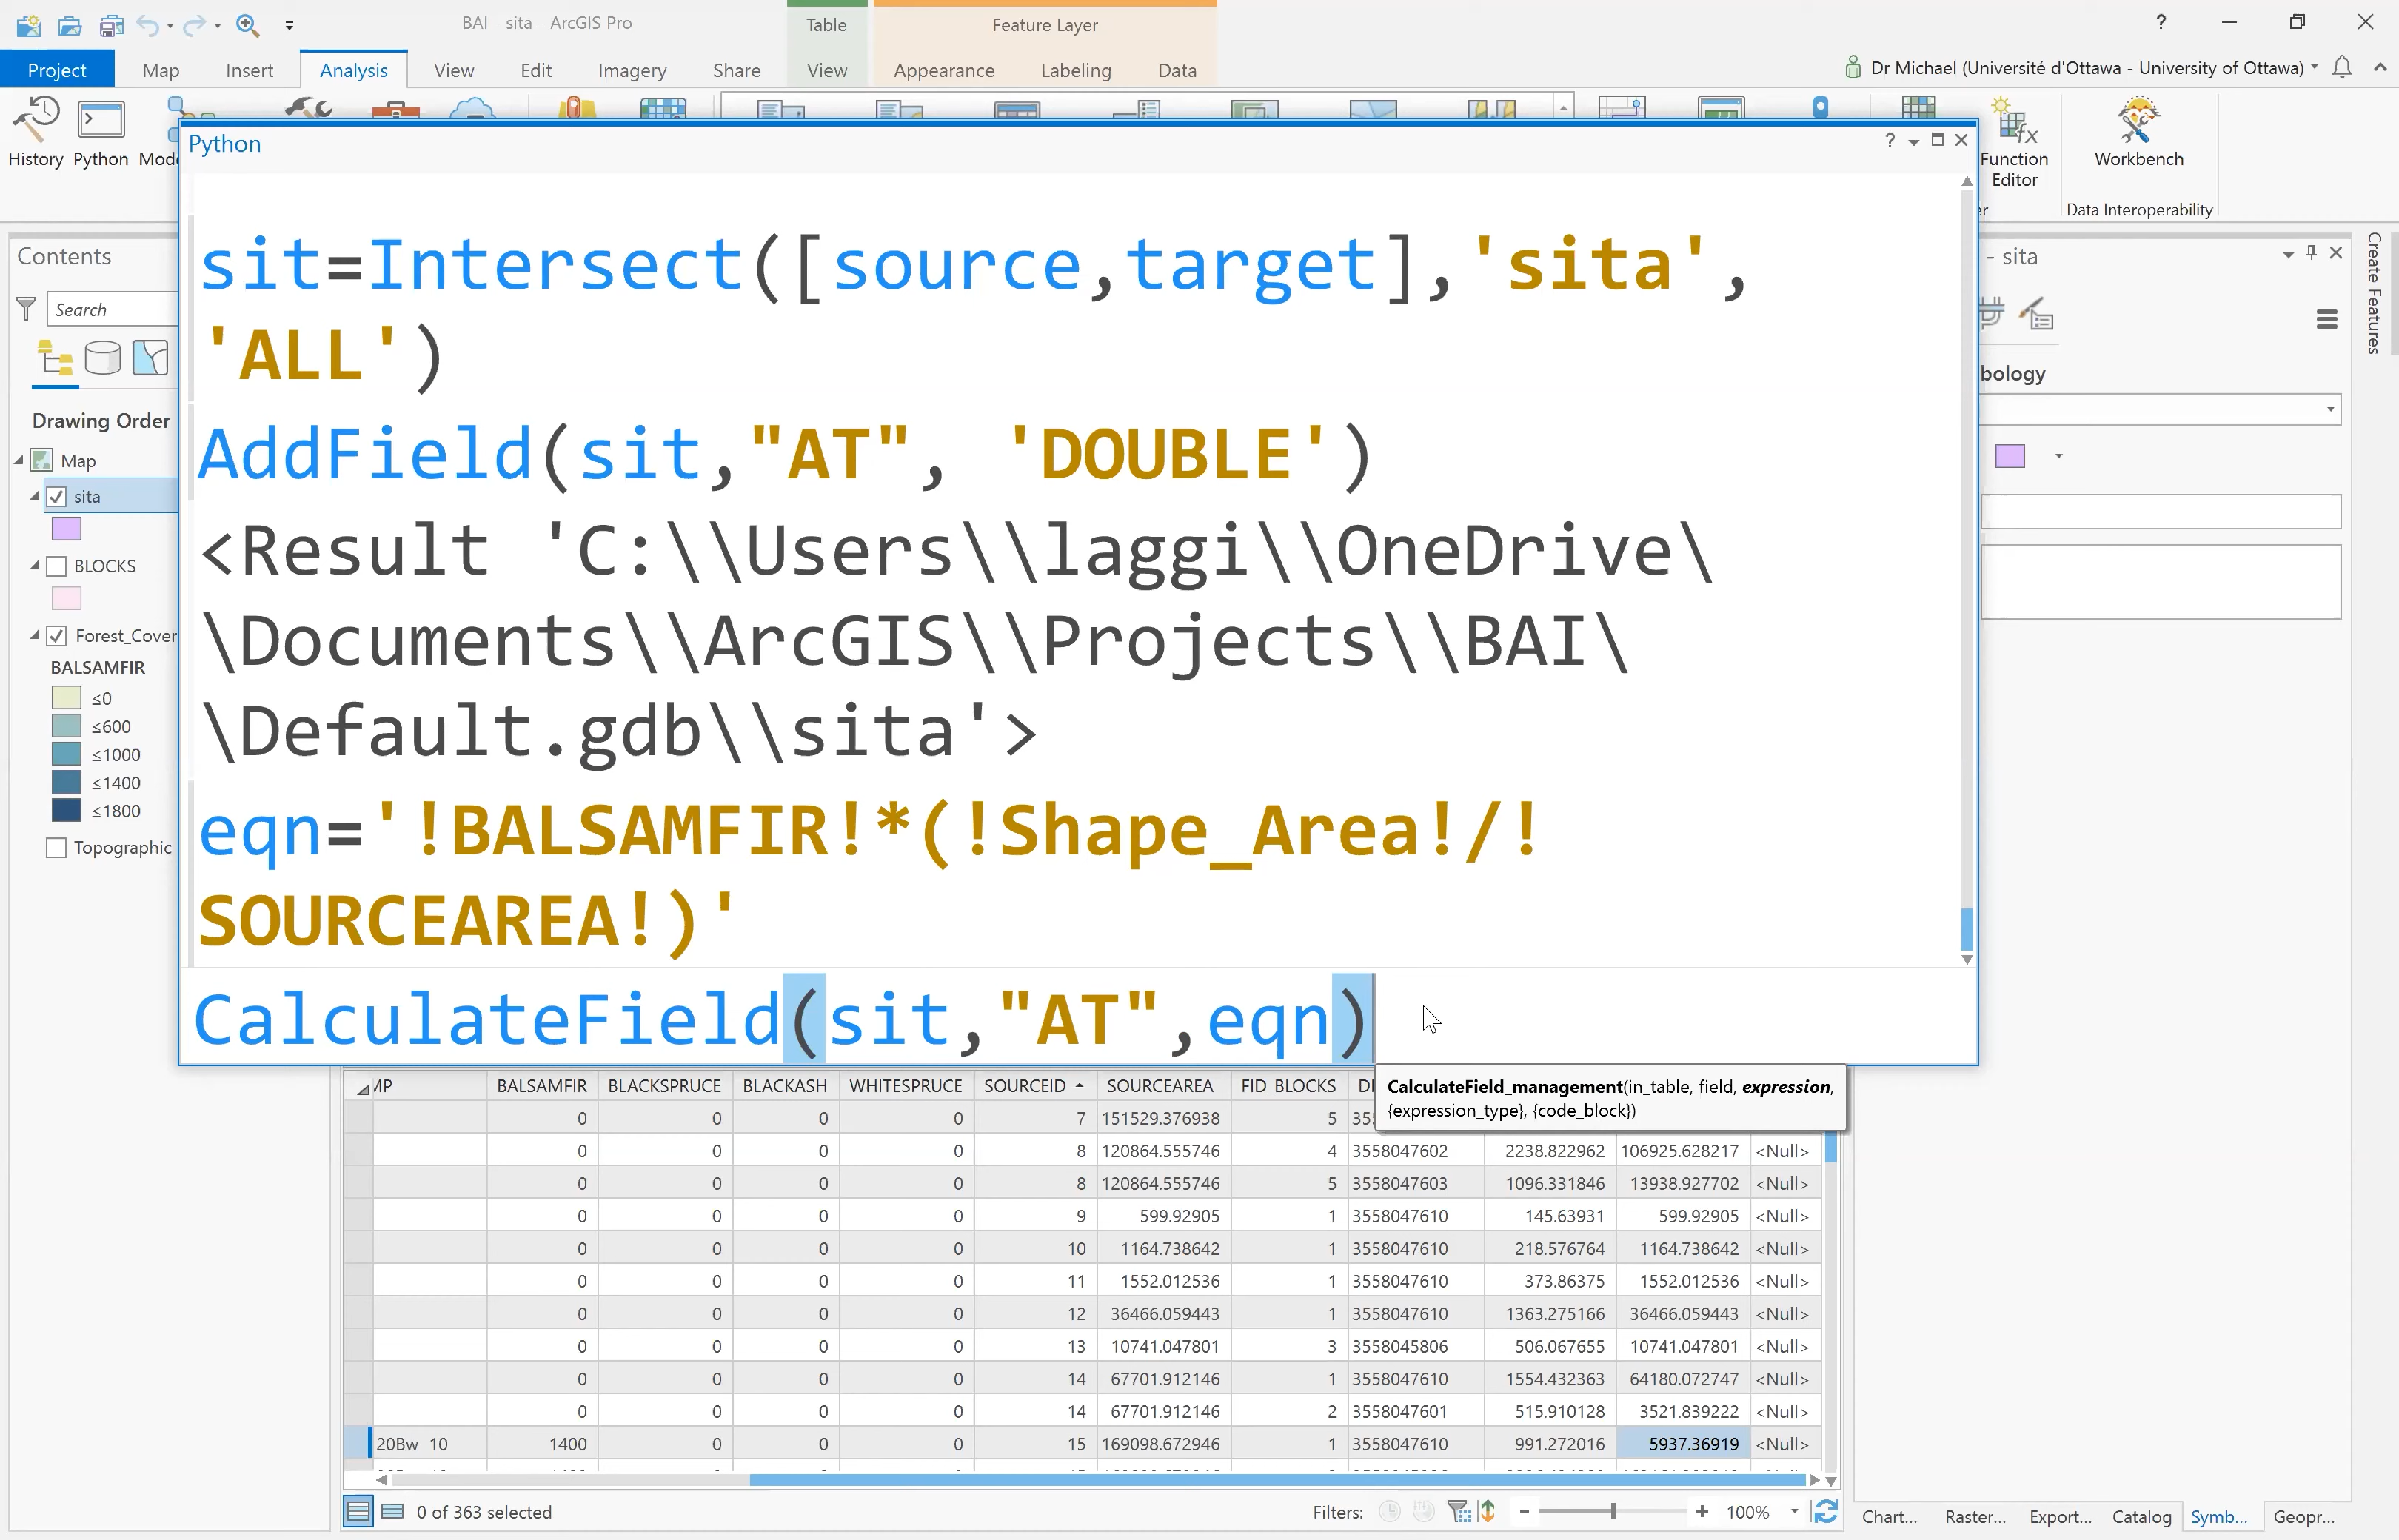 BAI - sita - ArcGIS Pro
Table
Feature Layer
?
Project
Map
Insert
Analysis
View
Edit
Imagery
Share
View
Appearance
Labeling
Data
Dr Michael (Université d'Ottawa - University of Ottawa)
History
Python
Mod
Function
Editor
Workbench
Data Interoperability
Python
?
sit=Intersect([source,target],'sita',
'ALL')
AddField(sit,"AT", 'DOUBLE')
<Result 'C:\\Users\\laggi\\OneDrive\
\Documents\\ArcGIS\\Projects\\BAI\
\Default.gdb\\sita'>
eqn='!BALSAMFIR!*(!Shape_Area!/!
SOURCEAREA!)'
CalculateField(sit,"AT",eqn)
CalculateField_management(in_table, field, expression,
{expression_type}, {code_block})
Contents
Search
Drawing Order
Map
sita
BLOCKS
Forest_Cover
BALSAMFIR
≤0
≤600
≤1000
≤1400
≤1800
Topographic
- sita
bology
Create Features
MP BALSAMFIR BLACKSPRUCE BLACKASH WHITESPRUCE SOURCEID SOURCEAREA FID_BLOCKS DE
0 0 0 0 7 151529.376938 5 355
0 0 0 0 8 120864.555746 4 3558047602 2238.822962 106925.628217 <Null>
0 0 0 0 8 120864.555746 5 3558047603 1096.331846 13938.927702 <Null>
0 0 0 0 9 599.92905 1 3558047610 145.63931 599.92905 <Null>
0 0 0 0 10 1164.738642 1 3558047610 218.576764 1164.738642 <Null>
0 0 0 0 11 1552.012536 1 3558047610 373.86375 1552.012536 <Null>
0 0 0 0 12 36466.059443 1 3558047610 1363.275166 36466.059443 <Null>
0 0 0 0 13 10741.047801 3 3558045806 506.067655 10741.047801 <Null>
0 0 0 0 14 67701.912146 1 3558047610 1554.432363 64180.072747 <Null>
0 0 0 0 14 67701.912146 2 3558047601 515.910128 3521.839222 <Null>
20Bw 10 1400 0 0 0 15 169098.672946 1 3558047610 991.272016 5937.36919 <Null>
0 of 363 selected
Filters:
- + 100%
Chart...
Raster...
Export...
Catalog
Symb...
Geopr...